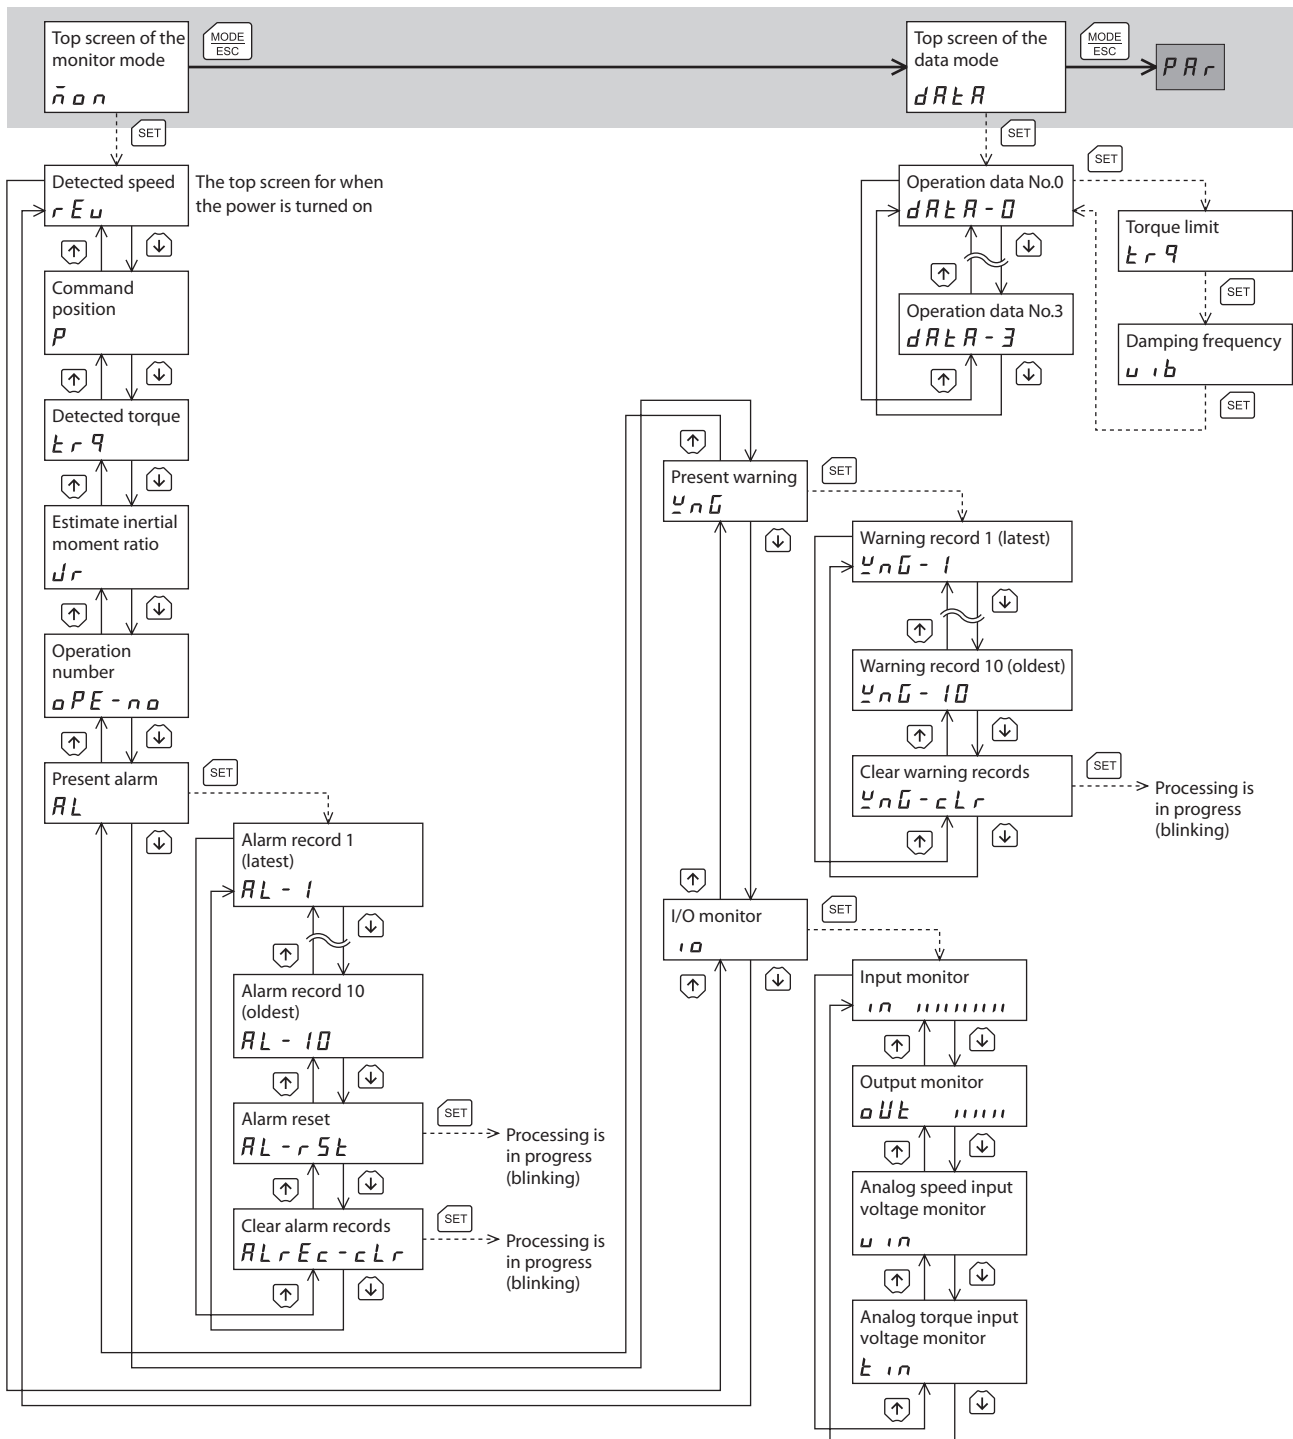 Top screen of the
monitor mode
mon
MODE
ESC
Top screen of the
data mode
dAtA
MODE
ESC
PAr
SET
SET
Detected speed
rEv
The top screen for when
the power is turned on
Command
position
P
Detected torque
trq
Estimate inertial
moment ratio
Jr
Operation
number
oPE-no
Present alarm
AL
SET
Alarm record 1
(latest)
AL-1
Alarm record 10
(oldest)
AL-10
Alarm reset
AL-rSt
SET
Processing is
in progress
(blinking)
Clear alarm records
ALrEc-cLr
SET
Processing is
in progress
(blinking)
Operation data No.0
dAtA-0
SET
Torque limit
trq
SET
Operation data No.3
dAtA-3
Damping frequency
vib
SET
Present warning
WnG
SET
Warning record 1 (latest)
WnG-1
Warning record 10 (oldest)
WnG-10
Clear warning records
WnG-cLr
SET
Processing is
in progress
(blinking)
I/O monitor
io
SET
Input monitor
in
Output monitor
oUt
Analog speed input
voltage monitor
vin
Analog torque input
voltage monitor
tin